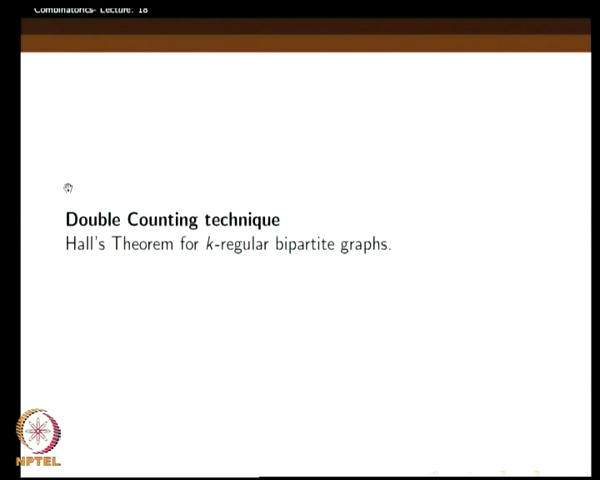 Combinatorics- Lecture: 18
Double Counting technique
Hall's Theorem for k-regular bipartite graphs.
NPTEL